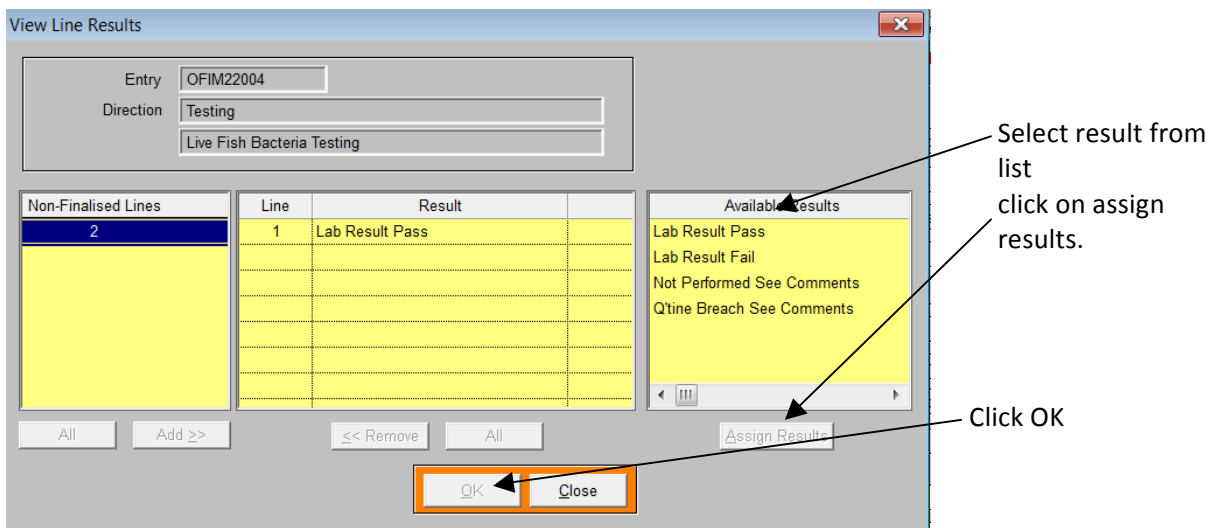 View Line Results
Entry OFIM22004
Direction Testing
Live Fish Bacteria Testing
Select result from
list
click on assign
results.
Non-Finalised Lines
2
Line Result
1 Lab Result Pass
Available Results
Lab Result Pass
Lab Result Fail
Not Performed See Comments
Q'tine Breach See Comments
Click OK
All Add >> << Remove All Assign Results
OK Close